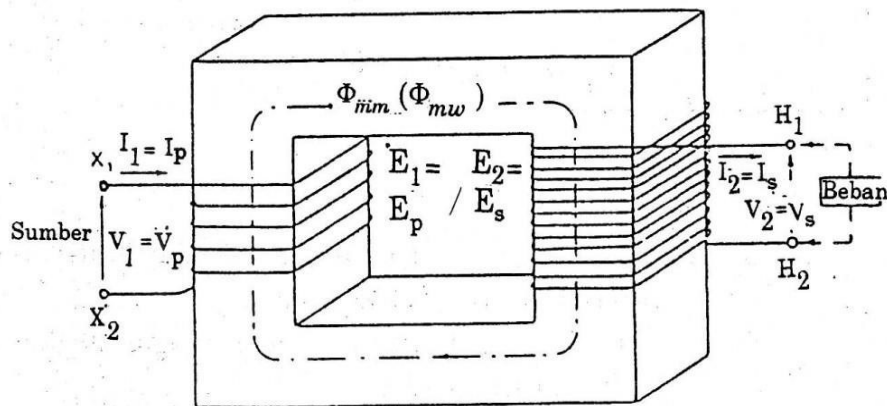 Φmm (Φmw)
I1 = Ip
X1
Sumber
V1 = Vp
X2
E1 = E2 =
Ep / Es
H1
I2 = Is
Beban
V2 = Vs
H2